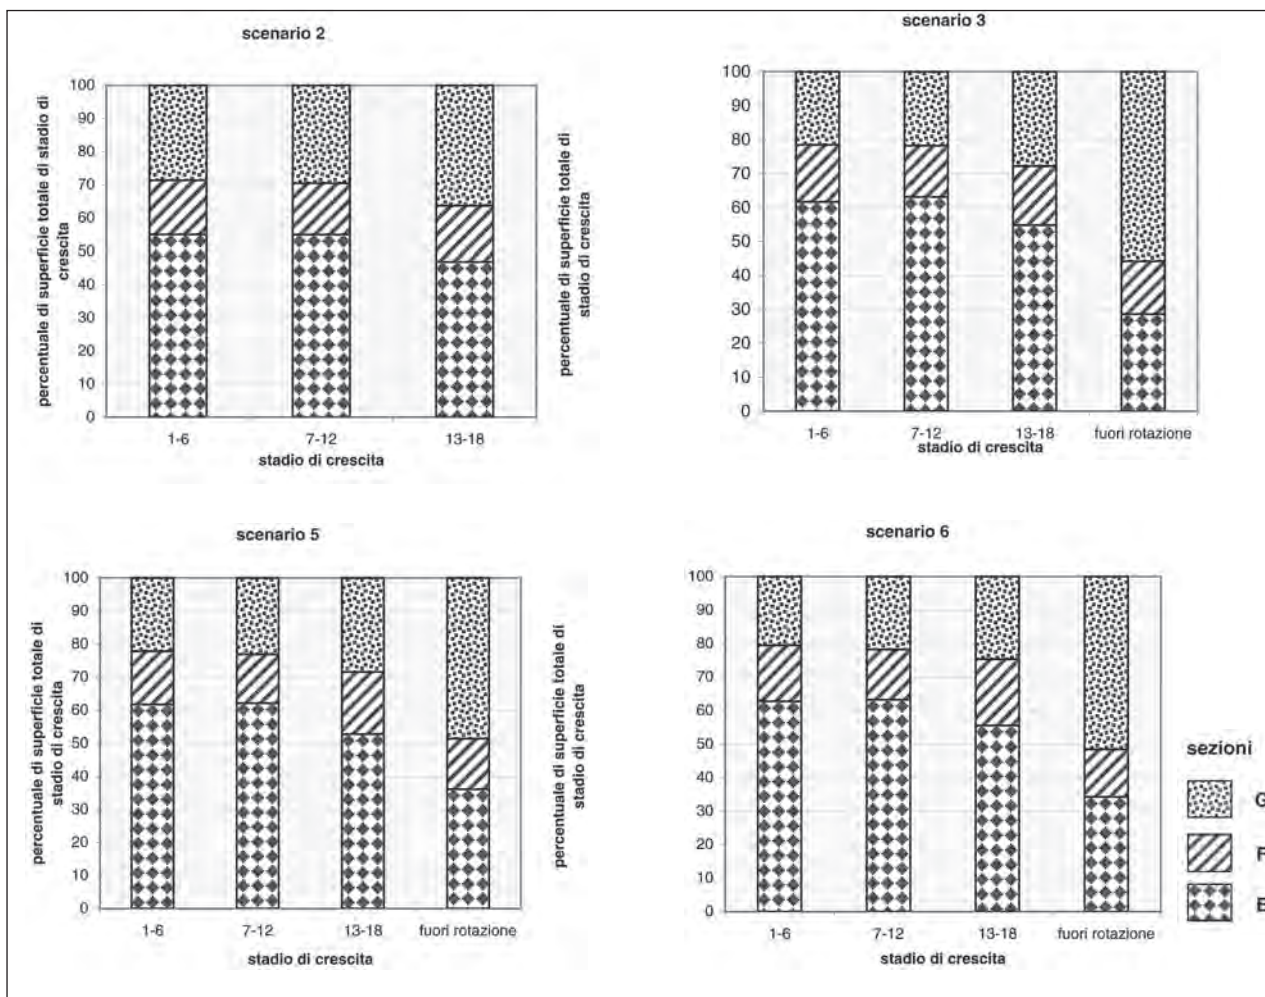 scenario 2
percentuale di superficie totale di stadio di
crescita
100
90
80
70
60
50
40
30
20
10
0
1-6
7-12
13-18
stadio di crescita
scenario 3
percentuale di superficie totale di
stadio di crescita
100
90
80
70
60
50
40
30
20
10
0
1-6
7-12
13-18
fuori rotazione
stadio di crescita
scenario 5
percentuale di superficie totale di
stadio di crescita
100
90
80
70
60
50
40
30
20
10
0
1-6
7-12
13-18
fuori rotazione
stadio di crescita
scenario 6
percentuale di superficie totale di
stadio di crescita
100
90
80
70
60
50
40
30
20
10
0
1-6
7-12
13-18
fuori rotazione
stadio di crescita
sezioni
G
F